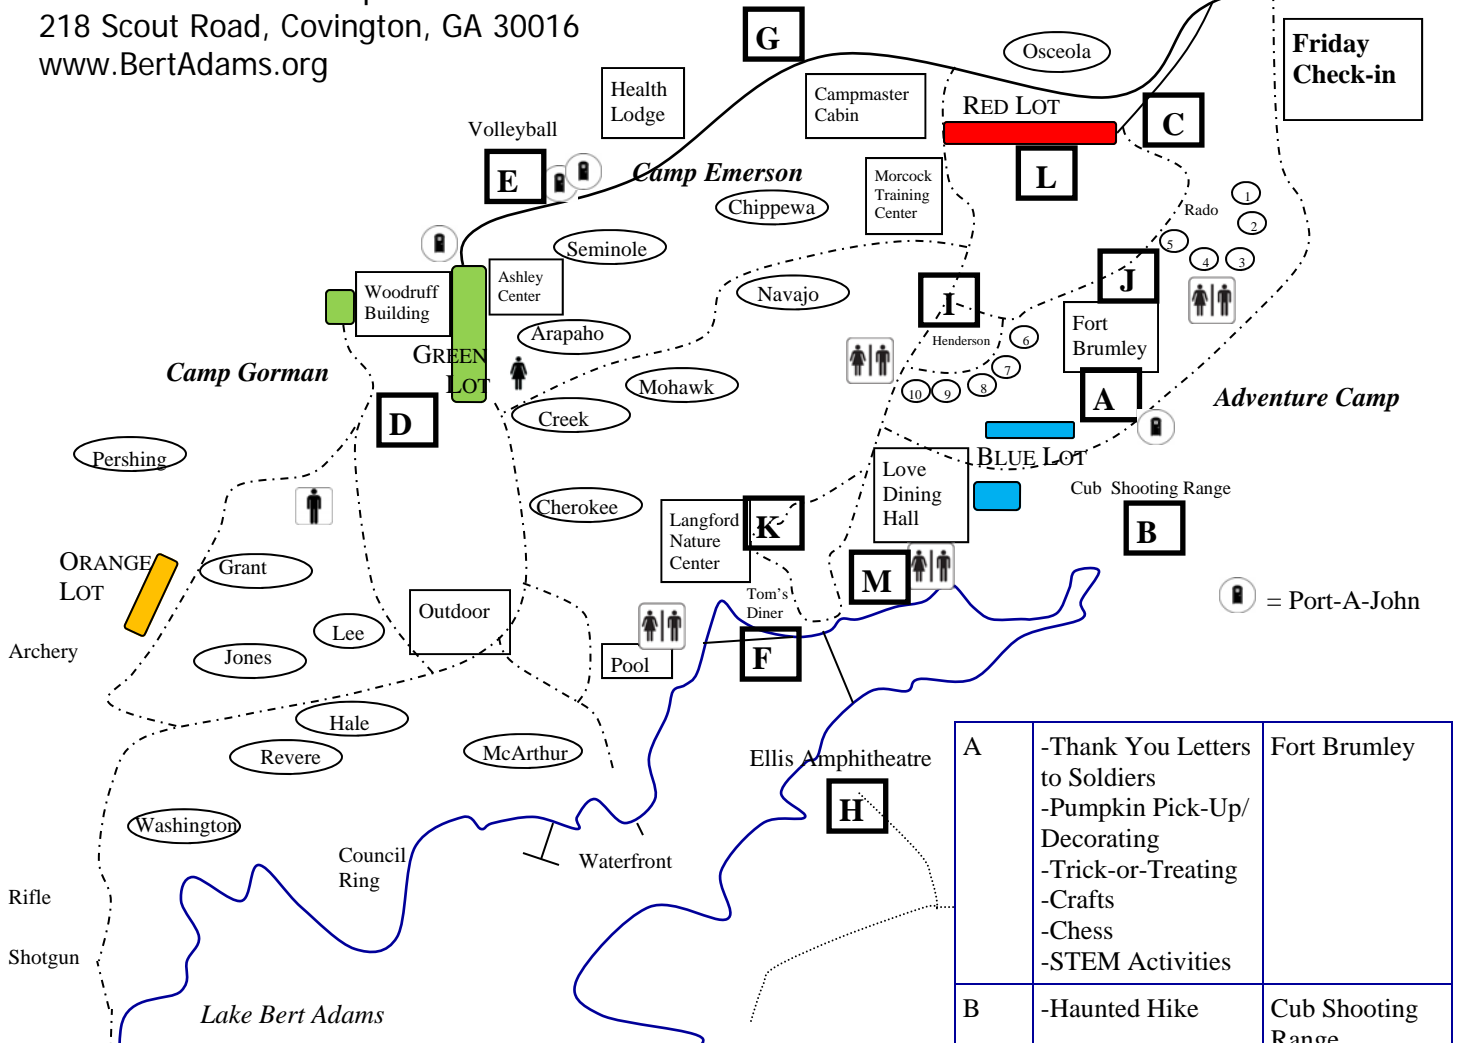 218 Scout Road, Covington, GA 30016
www.BertAdams.org
G
Osceola
Friday
Check-in
Health
Lodge
Campmaster
Cabin
RED LOT
C
Volleyball
E
Camp Emerson
Morcock
Training
Center
L
Chippewa
Rado
1
2
3
4
5
Seminole
Woodruff
Building
Ashley
Center
Navajo
I
J
Henderson
Fort
Brumley
6
7
8
9
10
Arapaho
GREEN
LOT
Camp Gorman
Mohawk
Creek
D
A
Adventure Camp
Pershing
BLUE LOT
Love
Dining
Hall
Cub Shooting Range
B
Cherokee
Langford
Nature
Center
K
ORANGE
LOT
Grant
M
Tom's
Diner
= Port-A-John
Outdoor
Lee
Archery
Jones
Pool
F
Hale
Revere
McArthur
Ellis Amphitheatre
H
Washington
Council
Ring
Waterfront
Rifle
Shotgun
Lake Bert Adams
A
-Thank You Letters
to Soldiers
-Pumpkin Pick-Up/
Decorating
-Trick-or-Treating
-Crafts
-Chess
-STEM Activities
Fort Brumley
B
-Haunted Hike
Cub Shooting
Range